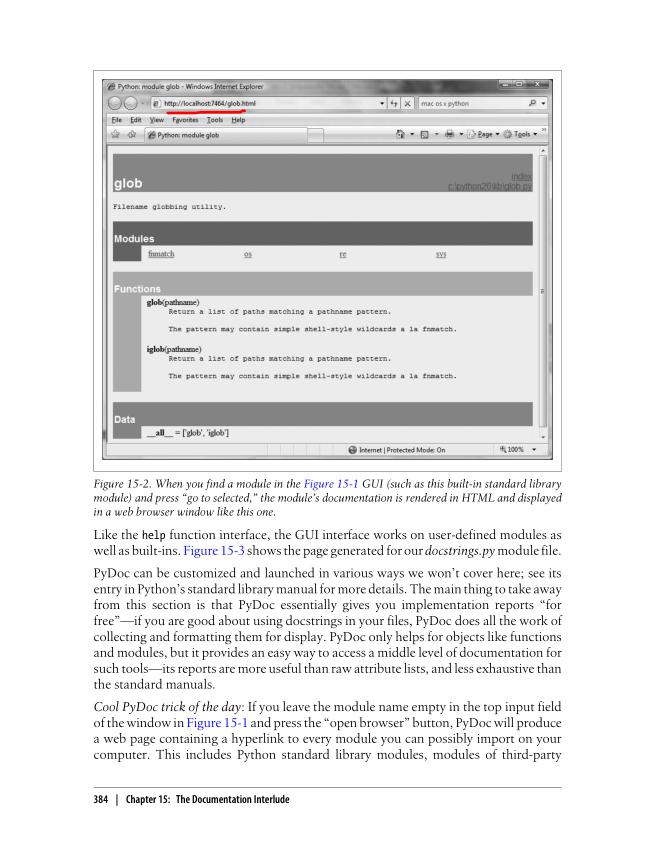 Python: module glob - Windows Internet Explorer
http://localhost:7464/glob.html
mac os x python
File Edit View Favorites Tools Help
Python: module glob
Page Tools
glob
index
c:\python26\lib\glob.py
Filename globbing utility.
Modules
fnmatch os re sys
Functions
glob(pathname)
Return a list of paths matching a pathname pattern.
The pattern may contain simple shell-style wildcards a la fnmatch.
iglob(pathname)
Return a list of paths matching a pathname pattern.
The pattern may contain simple shell-style wildcards a la fnmatch.
Data
__all__ = ['glob', 'iglob']
Internet | Protected Mode: On 100%
Figure 15-2. When you find a module in the Figure 15-1 GUI (such as this built-in standard library
module) and press “go to selected,” the module’s documentation is rendered in HTML and displayed
in a web browser window like this one.
Like the help function interface, the GUI interface works on user-defined modules as
well as built-ins. Figure 15-3 shows the page generated for our docstrings.py module file.
PyDoc can be customized and launched in various ways we won’t cover here; see its
entry in Python’s standard library manual for more details. The main thing to take away
from this section is that PyDoc essentially gives you implementation reports “for
free”—if you are good about using docstrings in your files, PyDoc does all the work of
collecting and formatting them for display. PyDoc only helps for objects like functions
and modules, but it provides an easy way to access a middle level of documentation for
such tools—its reports are more useful than raw attribute lists, and less exhaustive than
the standard manuals.
Cool PyDoc trick of the day: If you leave the module name empty in the top input field
of the window in Figure 15-1 and press the “open browser” button, PyDoc will produce
a web page containing a hyperlink to every module you can possibly import on your
computer. This includes Python standard library modules, modules of third-party
384 | Chapter 15: The Documentation Interlude